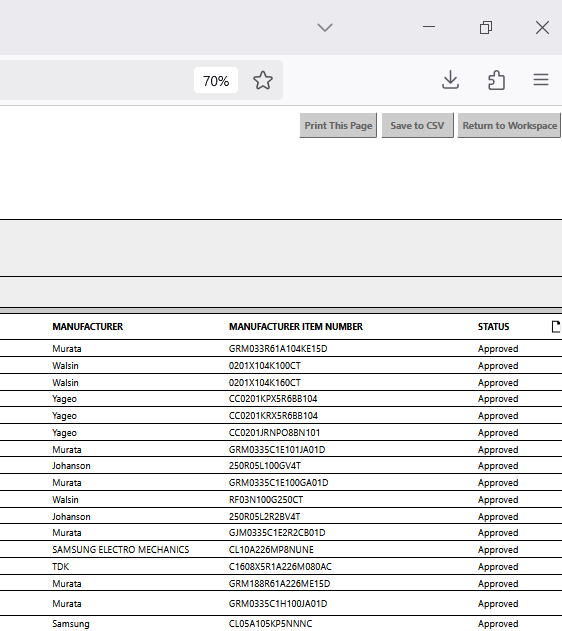 70%
Print This Page Save to CSV Return to Workspace
MANUFACTURER MANUFACTURER ITEM NUMBER STATUS
Murata GRM033R61A104KE15D Approved
Walsin 0201X104K100CT Approved
Walsin 0201X104K160CT Approved
Yageo CC0201KPX5R6BB104 Approved
Yageo CC0201KRX5R6BB104 Approved
Yageo CC0201JRNPO8BN101 Approved
Murata GRM0335C1E101JA01D Approved
Johanson 250R05L100GV4T Approved
Murata GRM0335C1E100GA01D Approved
Walsin RF03N100G250CT Approved
Johanson 250R05L2R2BV4T Approved
Murata GJM0335C1E2R2CB01D Approved
SAMSUNG ELECTRO MECHANICS CL10A226MP8NUNE Approved
TDK C1608X5R1A226M080AC Approved
Murata GRM188R61A226ME15D Approved
Murata GRM0335C1H100JA01D Approved
Samsung CL05A105KP5NNNC Approved